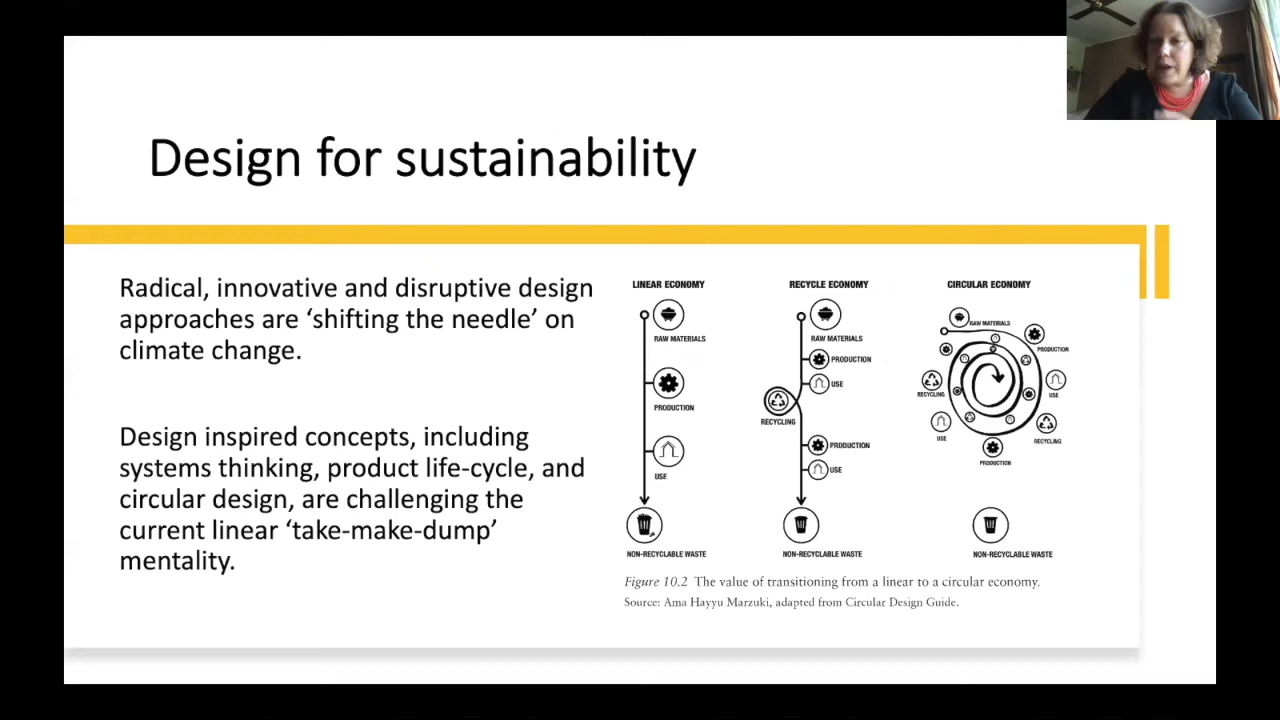 Design for sustainability
Radical, innovative and disruptive design
approaches are ‘shifting the needle’ on
climate change.
Design inspired concepts, including
systems thinking, product life-cycle, and
circular design, are challenging the
current linear ‘take-make-dump’
mentality.
LINEAR ECONOMY
RAW MATERIALS
PRODUCTION
USE
NON-RECYCLABLE WASTE
RECYCLE ECONOMY
RAW MATERIALS
PRODUCTION
USE
RECYCLING
PRODUCTION
USE
NON-RECYCLABLE WASTE
CIRCULAR ECONOMY
RAW MATERIALS
PRODUCTION
USE
RECYCLING
PRODUCTION
USE
RECYCLING
NON-RECYCLABLE WASTE
Figure 10.2 The value of transitioning from a linear to a circular economy.
Source: Ama Hayyu Marzuki, adapted from Circular Design Guide.